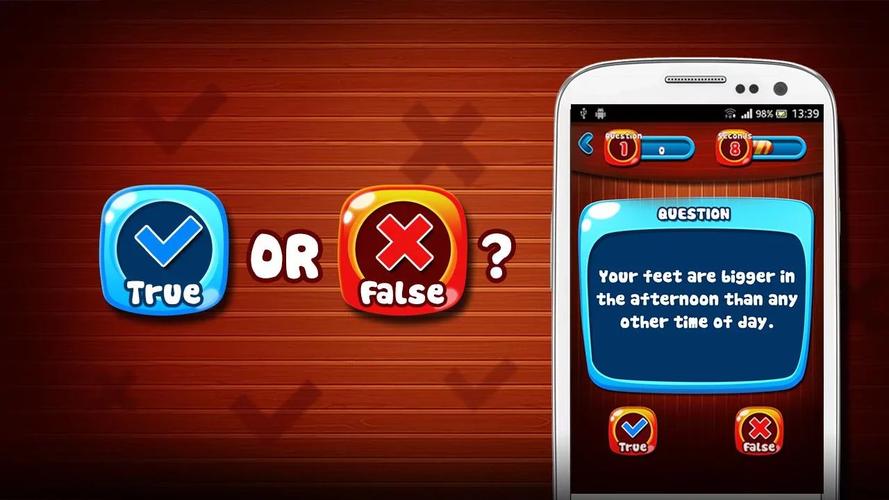 True
OR
False
?
98%
13:39
Question
1
0
Seconds
8
QUESTION
Your feet are bigger in
the afternoon than any
other time of day.
True
False